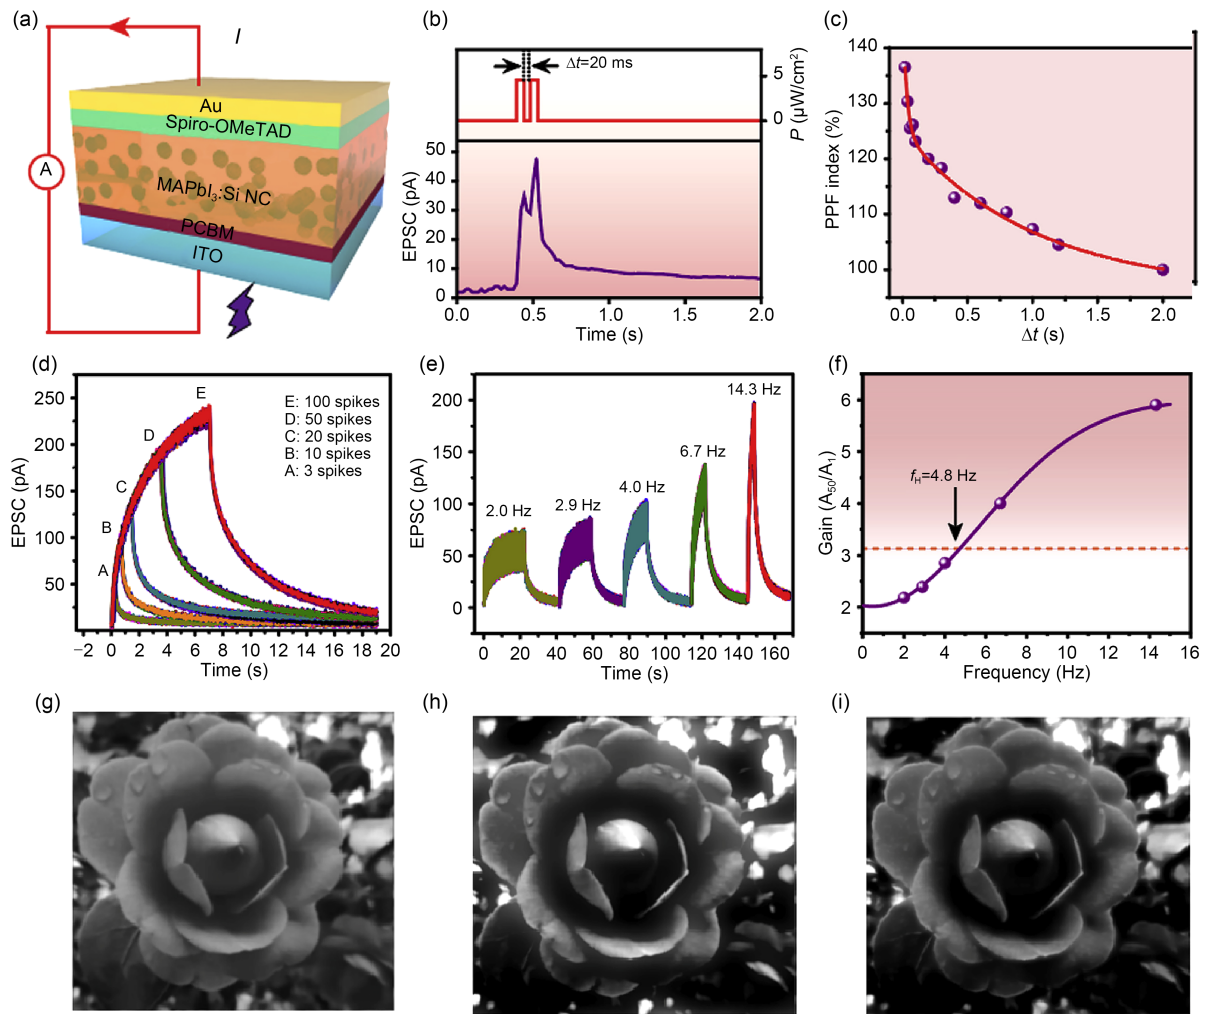 (a)
I
A
Au
Spiro-OMeTAD
MAPbI₃:Si NC
PCBM
ITO
(b)
Δt=20 ms
5
0
P (μW/cm²)
50
40
30
20
10
0
EPSC (pA)
0.0 0.5 1.0 1.5 2.0
Time (s)
(c)
140
130
120
110
100
PPF index (%)
0.0 0.5 1.0 1.5 2.0
Δt (s)
(d)
250
200
150
100
50
EPSC (pA)
E
D
C
B
A
E: 100 spikes
D: 50 spikes
C: 20 spikes
B: 10 spikes
A: 3 spikes
−2 0 2 4 6 8 10 12 14 16 18 20
Time (s)
(e)
200
150
100
50
0
EPSC (pA)
2.0 Hz
2.9 Hz
4.0 Hz
6.7 Hz
14.3 Hz
0 20 40 60 80 100 120 140 160
Time (s)
(f)
6
5
4
3
2
Gain (A₅₀/A₁)
fH=4.8 Hz
0 2 4 6 8 10 12 14 16
Frequency (Hz)
(g)
(h)
(i)